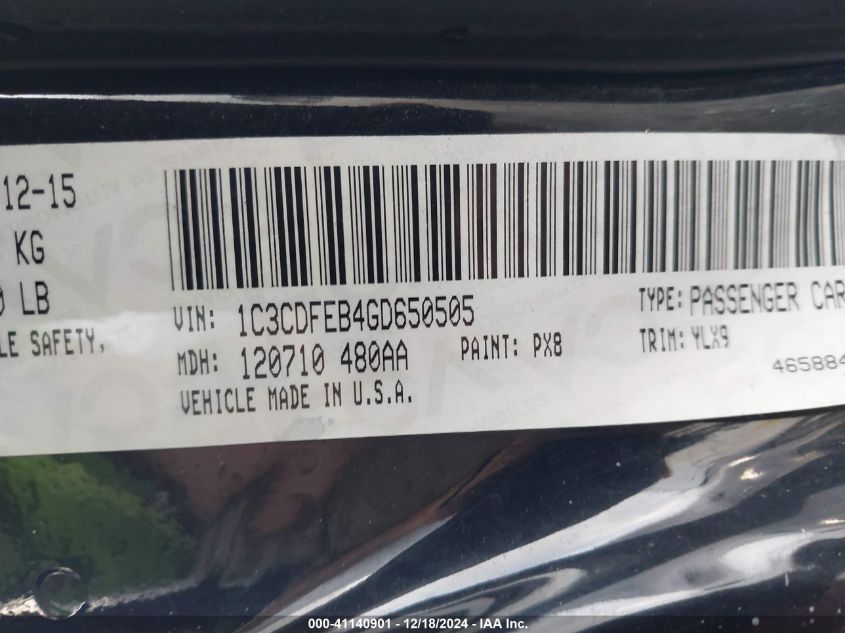 12-15
KG
LB
LE SAFETY,
VIN: 1C3CDFEB4GD650505
TYPE: PASSENGER CAR
MDH: 120710 480AA
PAINT: PX8
TRIM: YLX9
VEHICLE MADE IN U.S.A.
465884
000-41140901 - 12/18/2024 - IAA Inc.